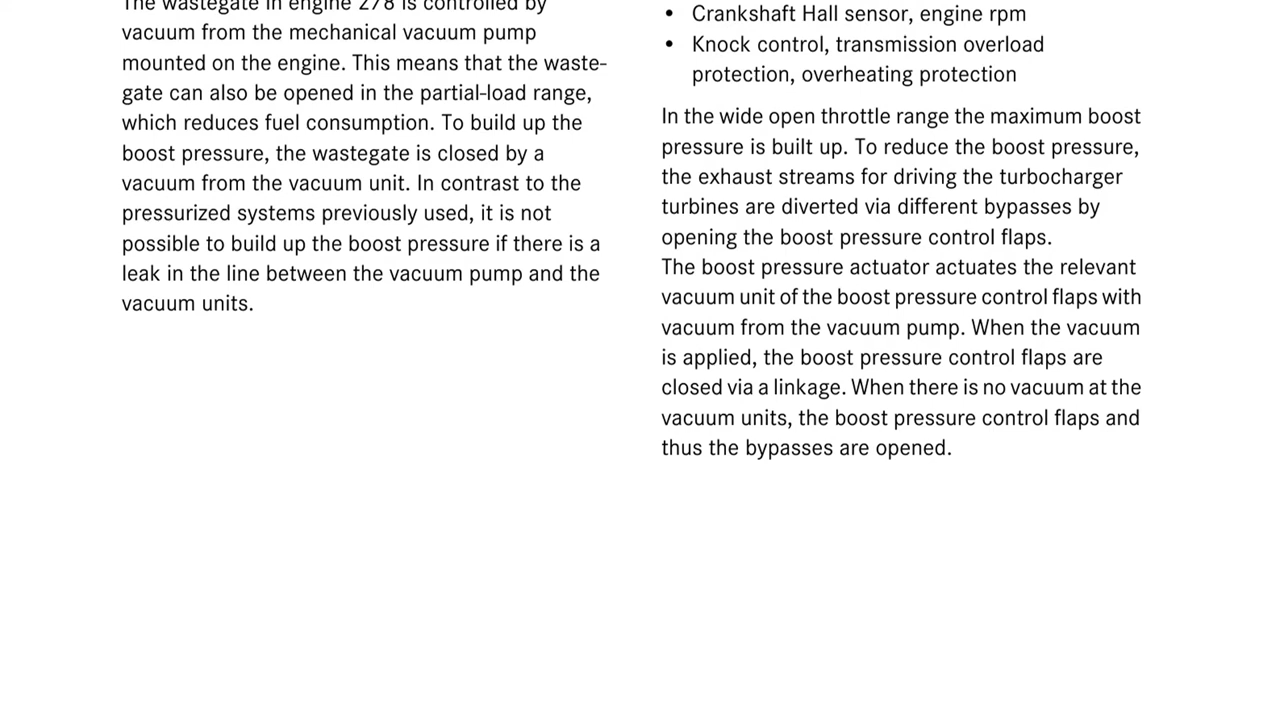 The wastegate in engine 278 is controlled by
vacuum from the mechanical vacuum pump
mounted on the engine. This means that the waste-
gate can also be opened in the partial-load range,
which reduces fuel consumption. To build up the
boost pressure, the wastegate is closed by a
vacuum from the vacuum unit. In contrast to the
pressurized systems previously used, it is not
possible to build up the boost pressure if there is a
leak in the line between the vacuum pump and the
vacuum units.
• Crankshaft Hall sensor, engine rpm
• Knock control, transmission overload
protection, overheating protection
In the wide open throttle range the maximum boost
pressure is built up. To reduce the boost pressure,
the exhaust streams for driving the turbocharger
turbines are diverted via different bypasses by
opening the boost pressure control flaps.
The boost pressure actuator actuates the relevant
vacuum unit of the boost pressure control flaps with
vacuum from the vacuum pump. When the vacuum
is applied, the boost pressure control flaps are
closed via a linkage. When there is no vacuum at the
vacuum units, the boost pressure control flaps and
thus the bypasses are opened.